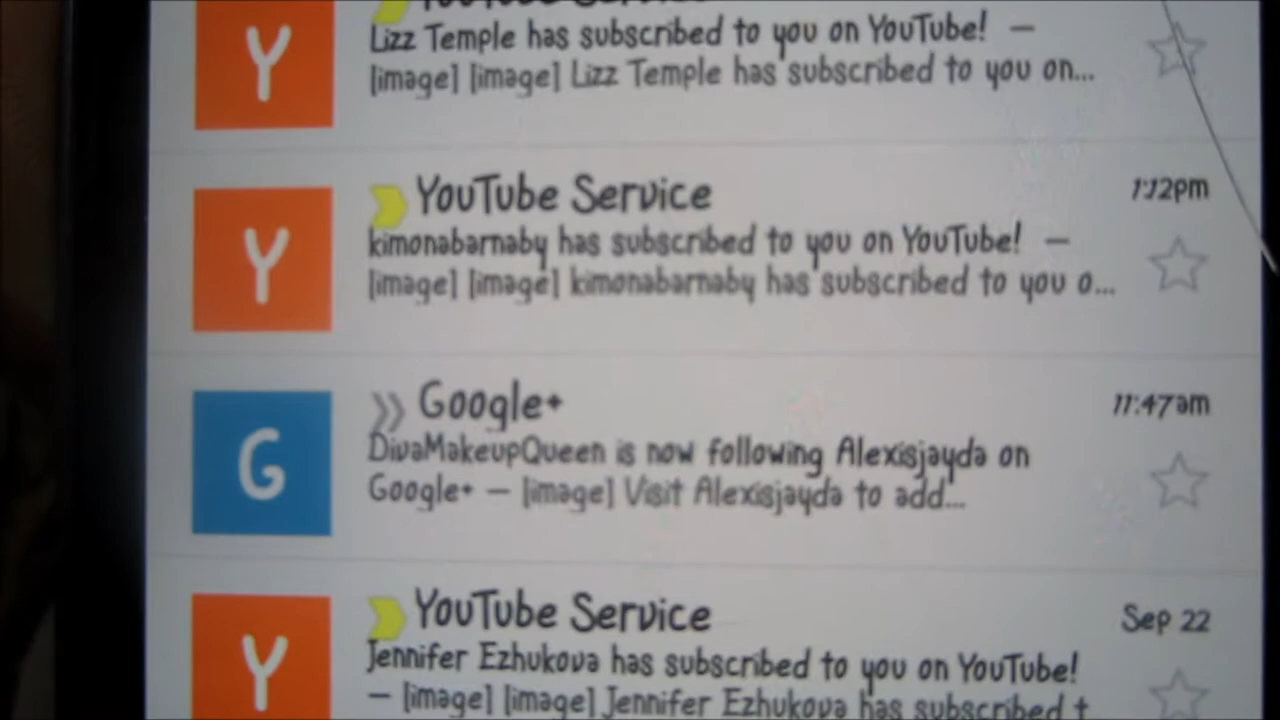 YouTube Service
Y
Lizz Temple has subscribed to you on YouTube! —
[image] [image] Lizz Temple has subscribed to you on...
YouTube Service
1:12pm
Y
kimonabarnaby has subscribed to you on YouTube! —
[image] [image] kimonabarnaby has subscribed to you o...
Google+
11:47am
G
DivaMakeupQueen is now following Alexisjayda on
Google+ — [image] Visit Alexisjayda to add...
YouTube Service
Sep 22
Y
Jennifer Ezhukova has subscribed to you on YouTube!
— [image] [image] Jennifer Ezhukova has subscribed t